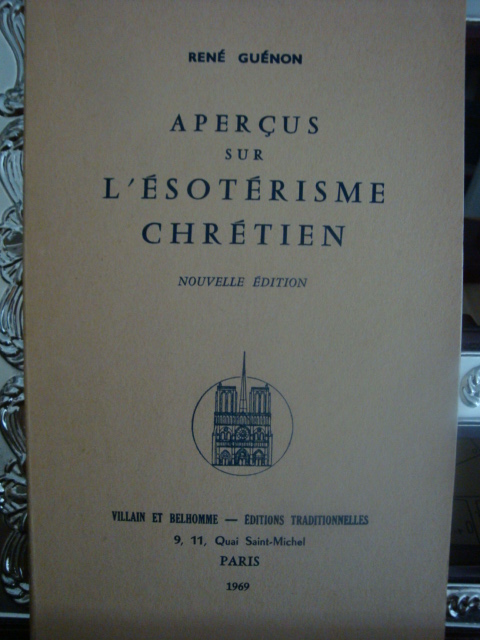 RENÉ GUÉNON
APERÇUS
SUR
L'ÉSOTÉRISME
CHRÉTIEN
NOUVELLE ÉDITION
VILLAIN ET BELHOMME — ÉDITIONS TRADITIONNELLES
9, 11, Quai Saint-Michel
PARIS
1969